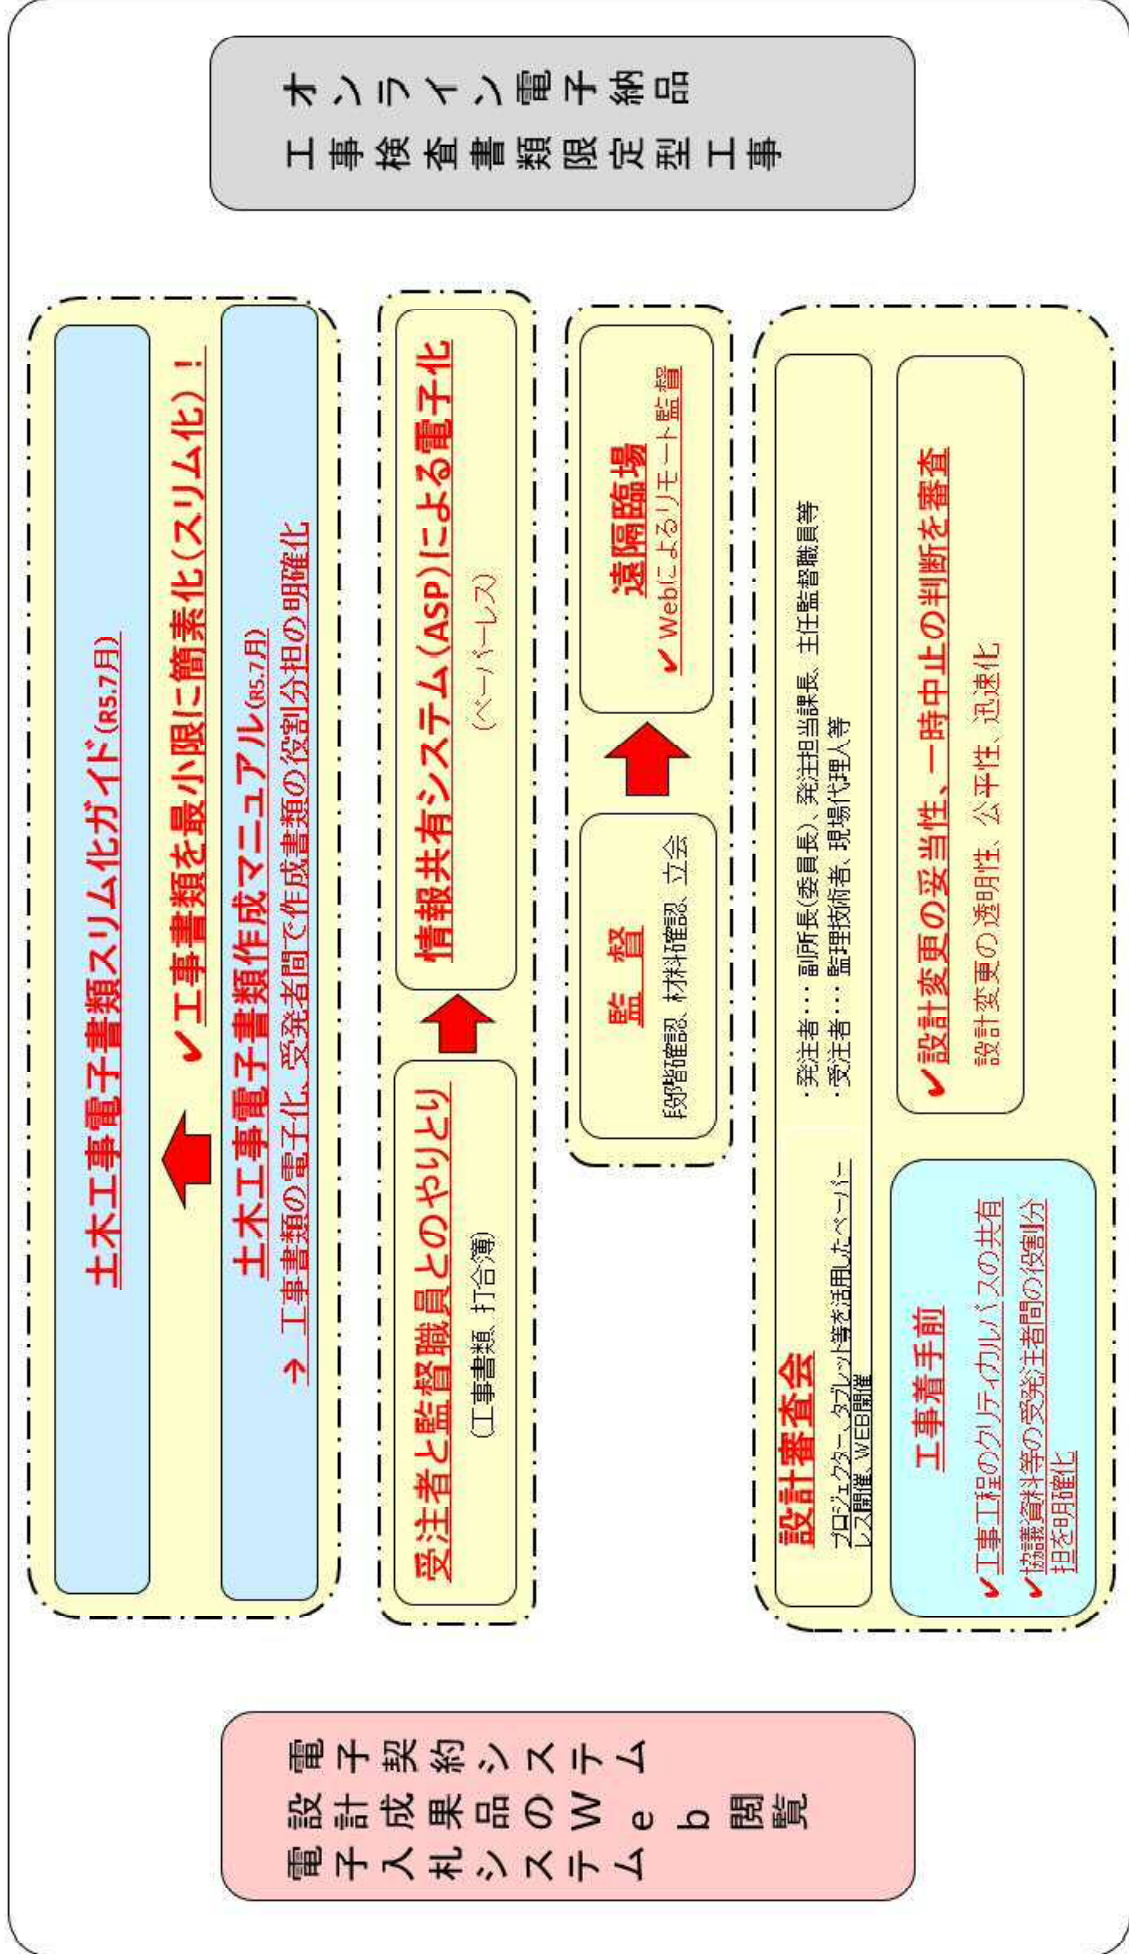 電子入札システム
設計成果品のWeb閲覧
電子契約システム
土木工事電子書類スリム化ガイド(R5.7月)
✔工事書類を最小限に簡素化(スリム化)!
土木工事電子書類作成マニュアル(R5.7月)
→ 工事書類の電子化、受発者間で作成書類の役割分担の明確化
受注者と監督職員とのやりとり
(工事書類、打合簿)
情報共有システム(ASP)による電子化
(ペーパーレス)
監 督
段階確認、材料確認、立会
遠隔臨場
✔Webによるリモート監督
設計審査会
プロジェクター、タブレット等を活用したペーパー
レス開催、WEB開催
・発注者・・・副所長(委員長)、発注担当課長、主任監督職員等
・受注者・・・監理技術者、現場代理人等
工事着手前
✔工事工程のクリティカルパスの共有
✔協議資料等の受発注者間の役割分
担を明確化
✔設計変更の妥当性、一時中止の判断を審査
設計変更の透明性、公平性、迅速化
オンライン電子納品
工事検査書類限定型工事